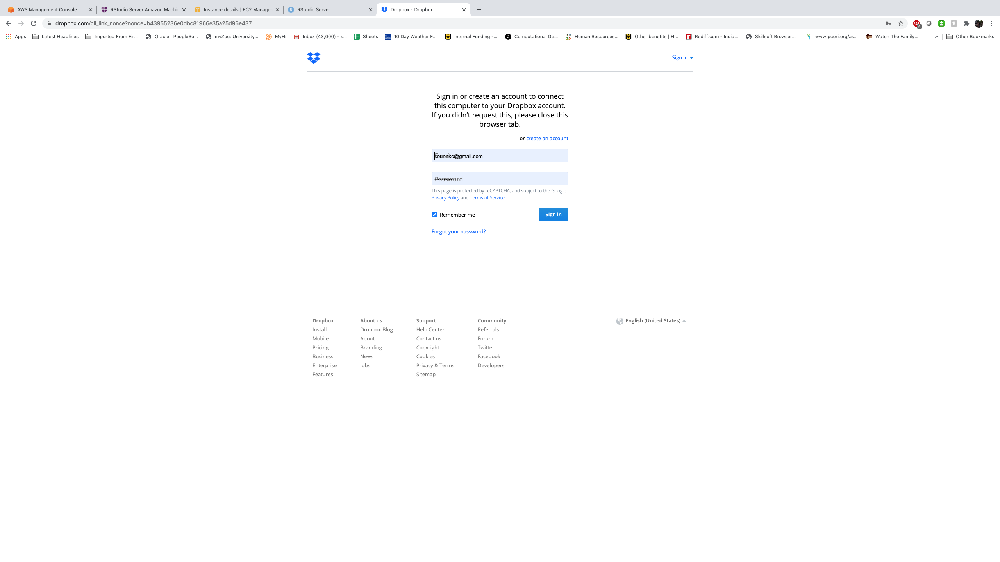 AWS Management Console
RStudio Server Amazon Machi
Instance details | EC2 Manager
RStudio Server
Dropbox - Dropbox
dropbox.com/cli_link_nonce?nonce=b43955236e0dbc81966e35a25d96e437
ABP
6
Apps
Latest Headlines
Imported From Fir...
Oracle | PeopleSo...
myZou: University...
MyHr
Inbox (43,000) - s...
Sheets
10 Day Weather F...
Internal Funding -...
Computational Ge...
Human Resources...
Other benefits | H...
Rediff.com - India...
Skillsoft Browser...
www.pcori.org/as...
Watch The Family...
»
Other Bookmarks
Sign in
Sign in or create an account to connect
this computer to your Dropbox account.
If you didn’t request this, please close this
browser tab.
or create an account
Email
Password
This page is protected by reCAPTCHA, and subject to the Google
Privacy Policy and Terms of Service.
Remember me
Sign in
Forgot your password?
Dropbox
Install
Mobile
Pricing
Business
Enterprise
Features
About us
Dropbox Blog
About
Branding
News
Jobs
Support
Help Center
Contact us
Copyright
Cookies
Privacy & Terms
Sitemap
Community
Referrals
Forum
Twitter
Facebook
Developers
English (United States)